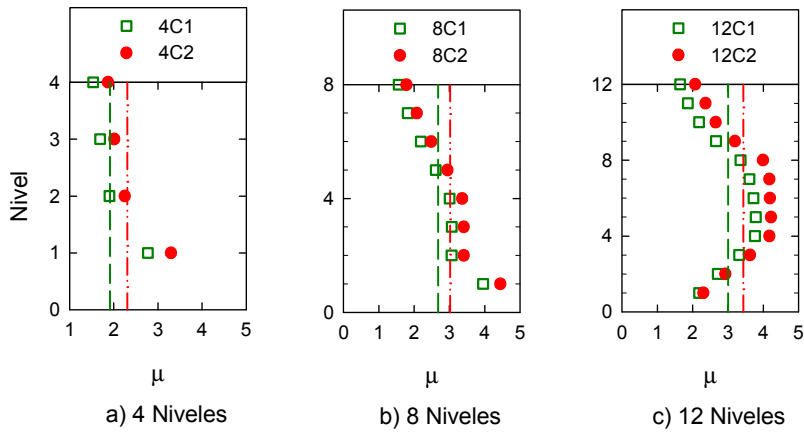 4C1
4C2
8C1
8C2
12C1
12C2
Nivel
4
3
2
1
0
1 2 3 4 5
μ
a) 4 Niveles
8
4
0
0 1 2 3 4 5
μ
b) 8 Niveles
12
8
4
0
0 1 2 3 4 5
μ
c) 12 Niveles